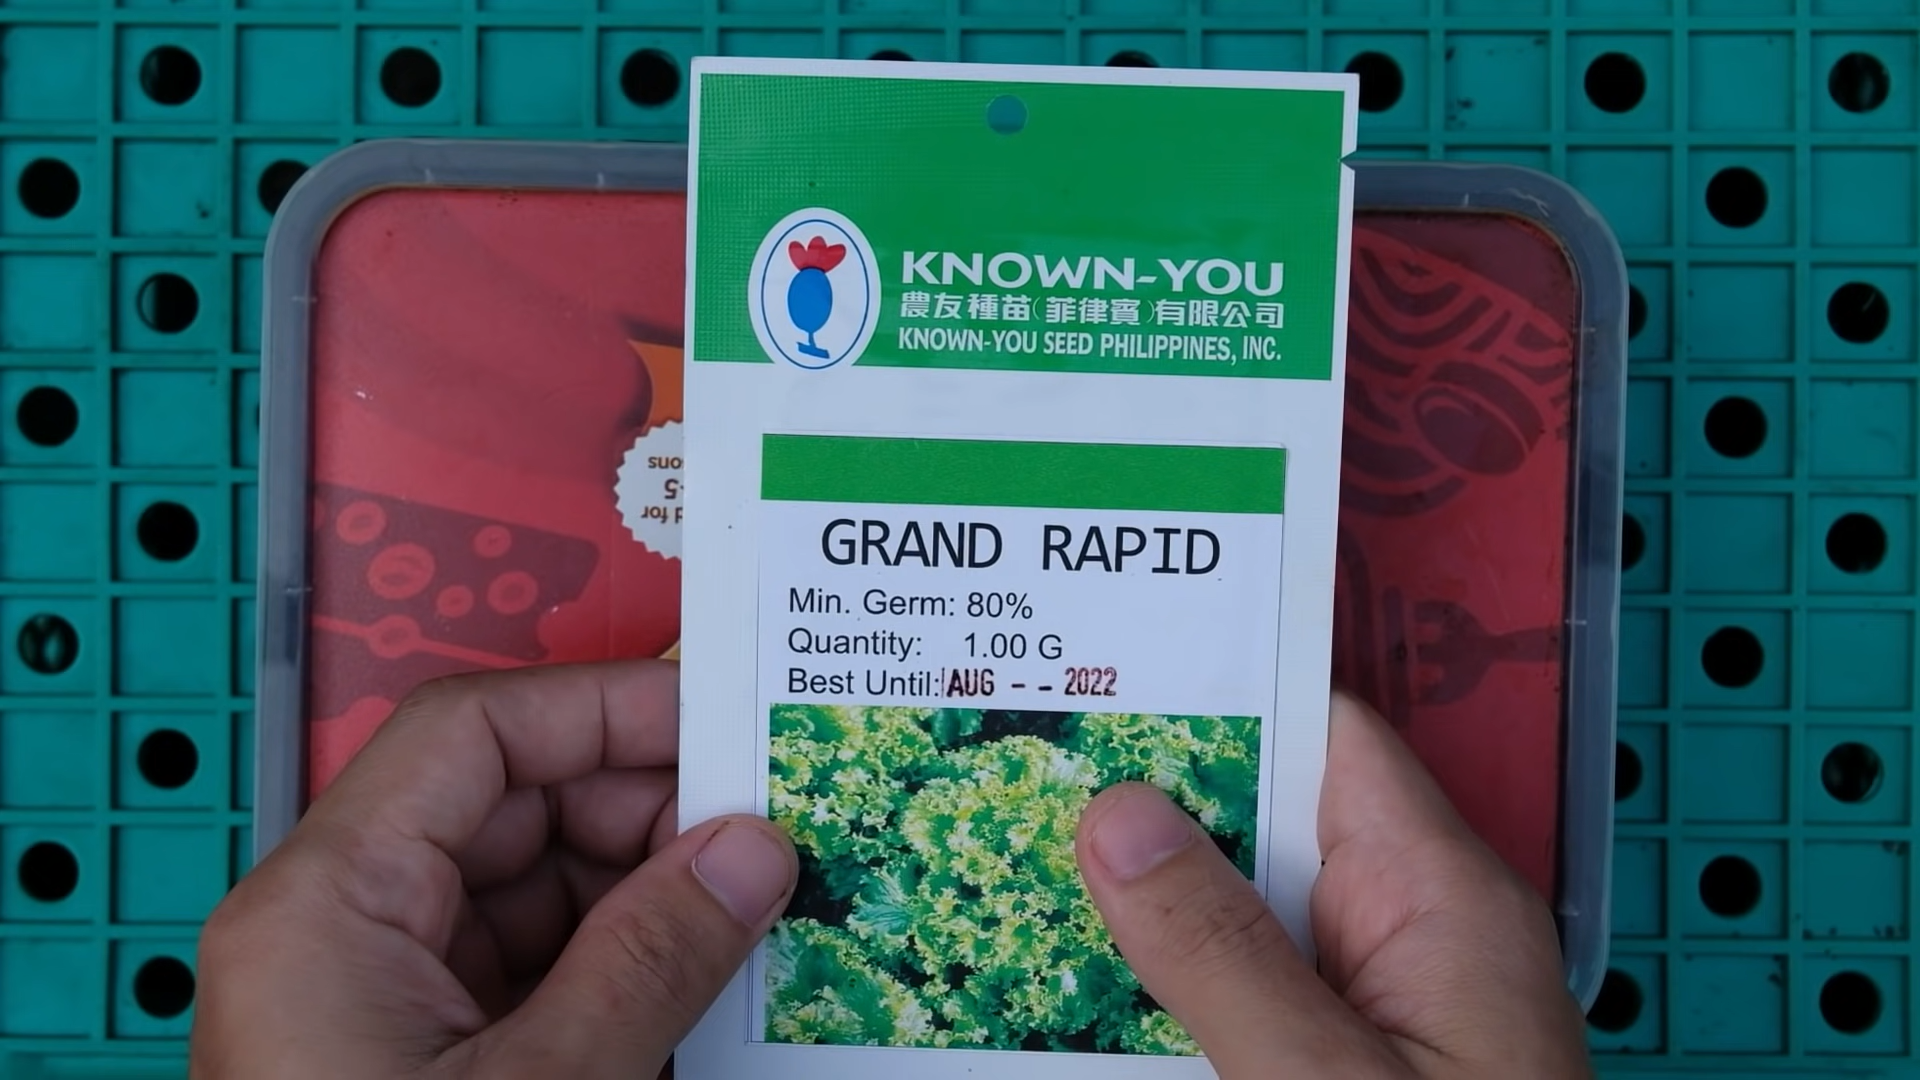 KNOWN-YOU
農友種苗(菲律賓)有限公司
KNOWN-YOU SEED PHILIPPINES, INC.
GRAND RAPID
Min. Germ: 80%
Quantity: 1.00 G
Best Until: AUG - - 2022
for